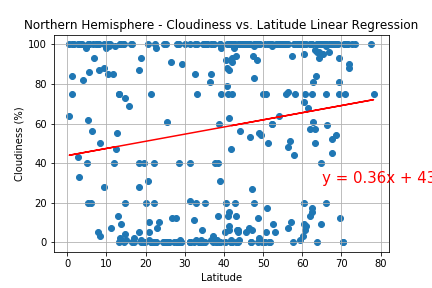 Northern Hemisphere - Cloudiness vs. Latitude Linear Regression
100
80
60
40
20
0
Cloudiness (%)
y = 0.36x + 43
0 10 20 30 40 50 60 70 80
Latitude